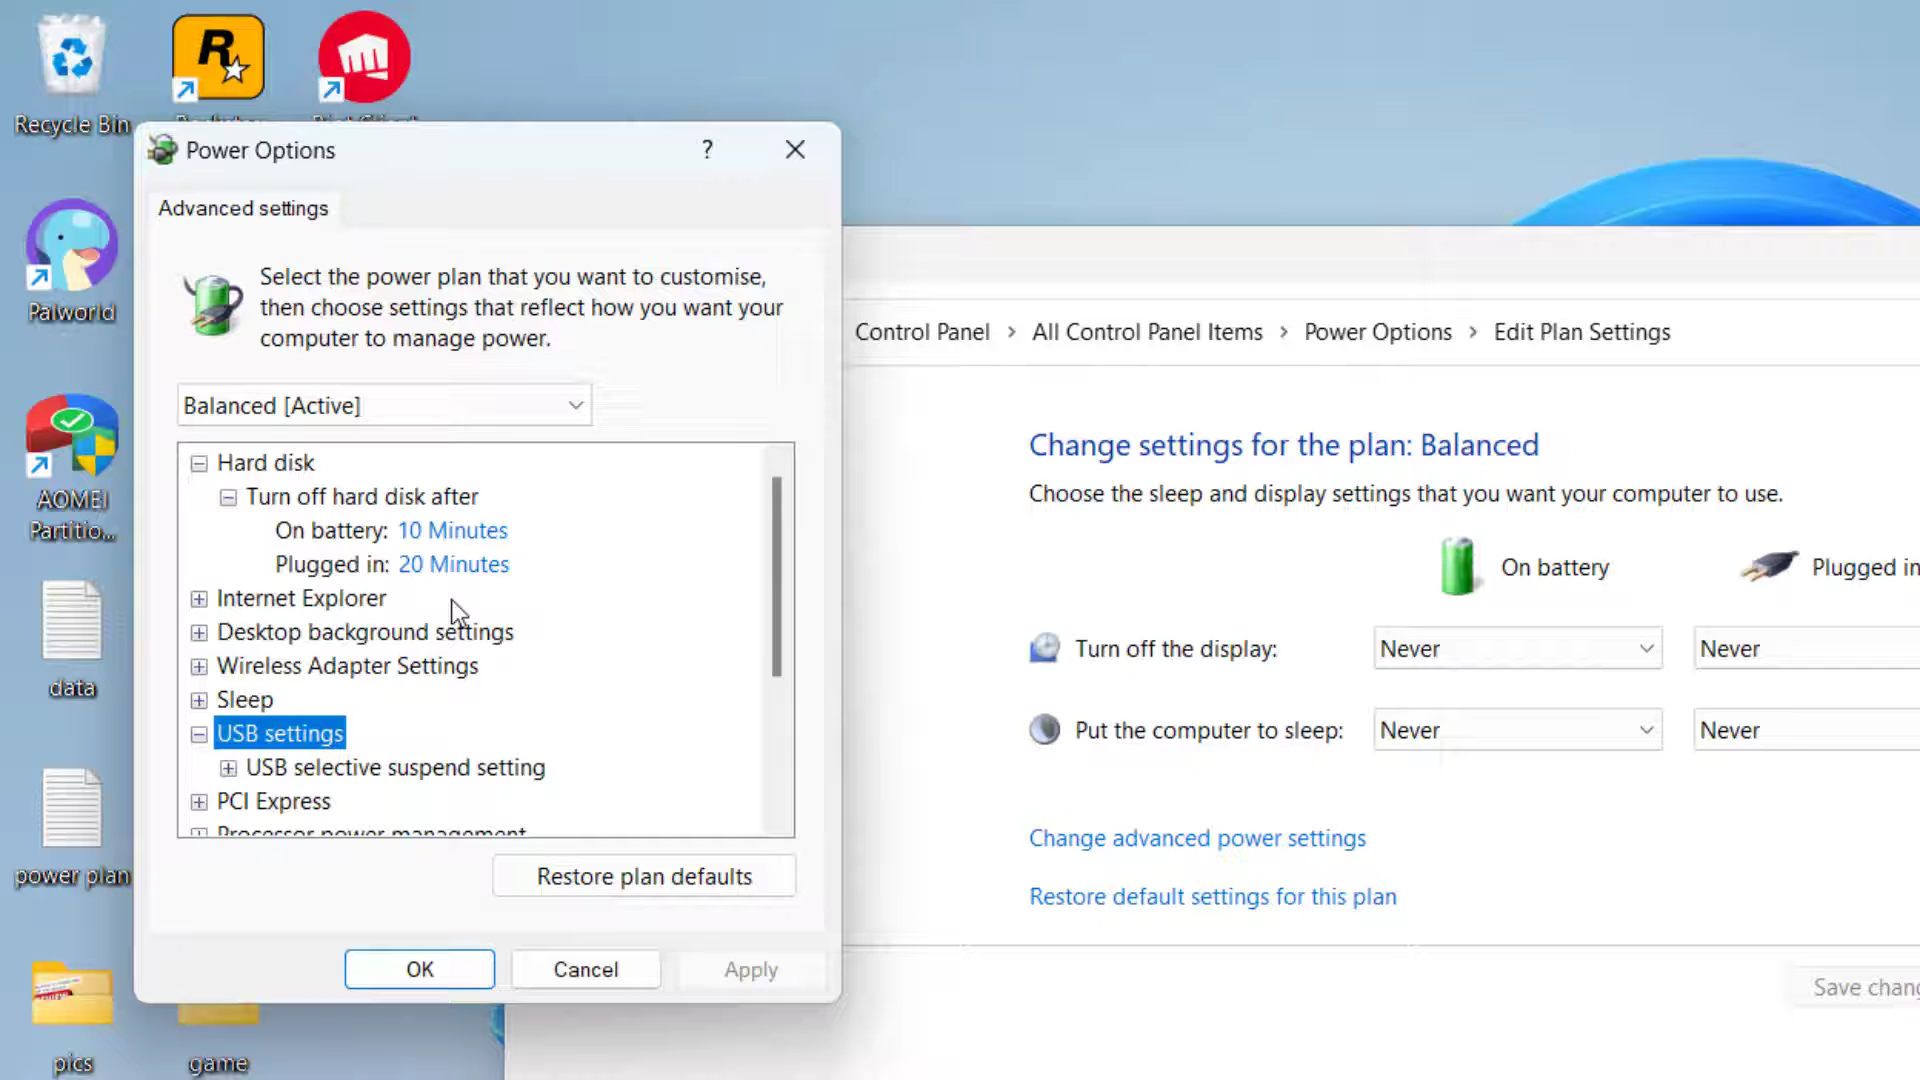 Recycle Bin
Power Options
?
Advanced settings
Select the power plan that you want to customise,
then choose settings that reflect how you want your
computer to manage power.
Balanced [Active]
Hard disk
Turn off hard disk after
On battery: 10 Minutes
Plugged in: 20 Minutes
Internet Explorer
Desktop background settings
Wireless Adapter Settings
Sleep
USB settings
USB selective suspend setting
PCI Express
Processor power management
Restore plan defaults
OK
Cancel
Apply
Palworld
AOMEI
Partitio...
data
power plan
pics
game
Control Panel > All Control Panel Items > Power Options > Edit Plan Settings
Change settings for the plan: Balanced
Choose the sleep and display settings that you want your computer to use.
On battery
Plugged in
Turn off the display: Never Never
Put the computer to sleep: Never Never
Change advanced power settings
Restore default settings for this plan
Save chang